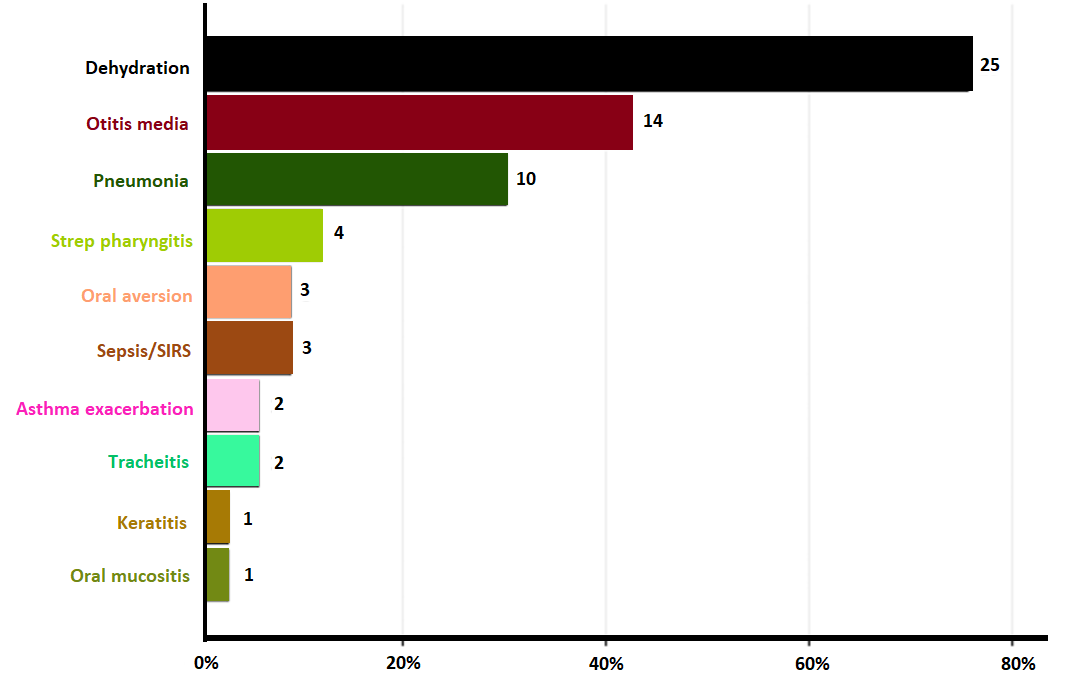 Dehydration 25
Otitis media 14
Pneumonia 10
Strep pharyngitis 4
Oral aversion 3
Sepsis/SIRS 3
Asthma exacerbation 2
Tracheitis 2
Keratitis 1
Oral mucositis 1
0% 20% 40% 60% 80%